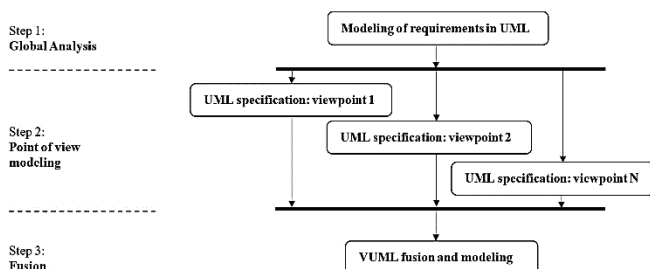 Step 1:
Global Analysis
Modeling of requirements in UML
UML specification: viewpoint 1
Step 2:
Point of view
modeling
UML specification: viewpoint 2
UML specification: viewpoint N
Step 3:
Fusion
VUML fusion and modeling